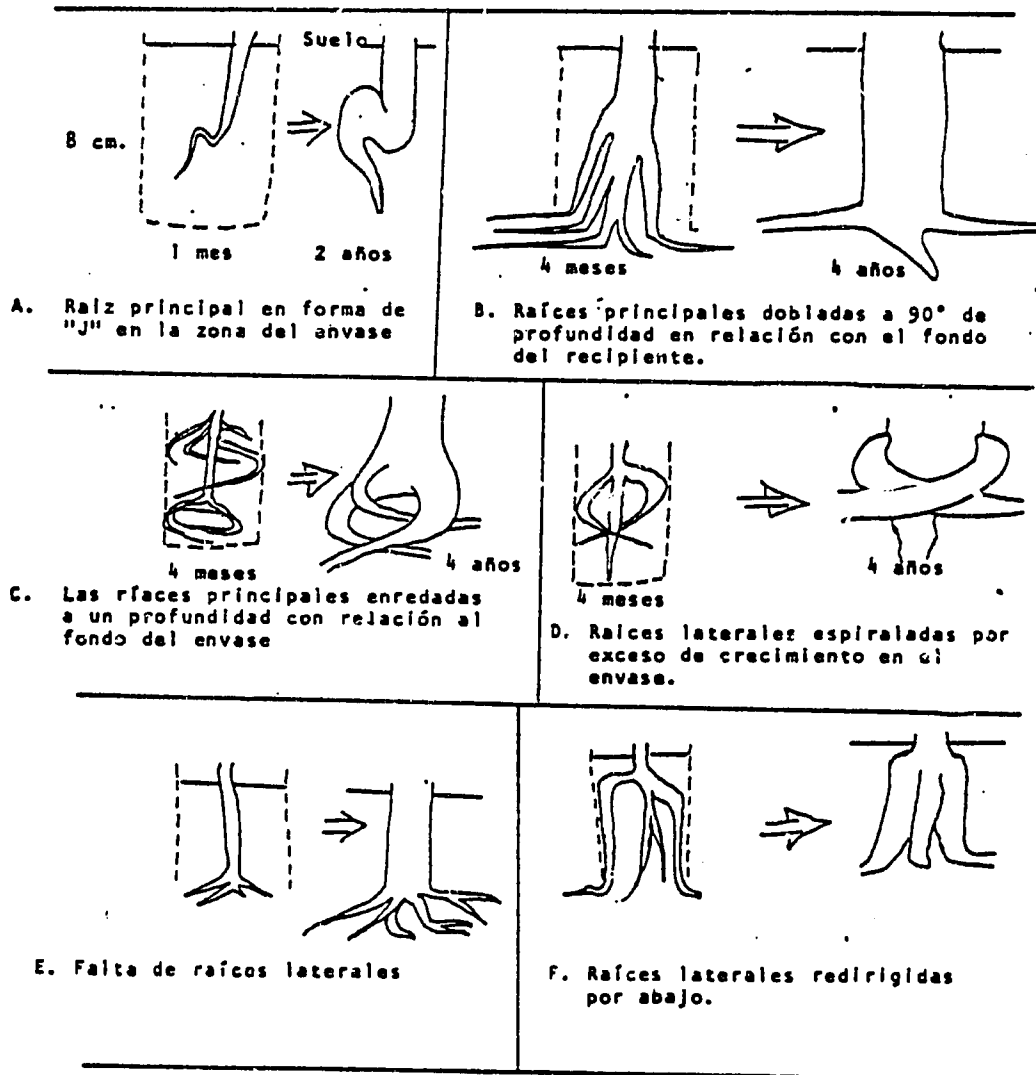 Suelo
8 cm.
1 mes
2 años
A. Raiz principal en forma de
"J" en la zona del envase
4 meses
4 años
B. Raíces principales dobladas a 90° de
profundidad en relación con el fondo
del recipiente.
4 meses
4 años
C. Las ríaces principales enredadas
a un profundidad con relación al
fondo del envase
4 meses
4 años
D. Raices laterales espiraladas por
exceso de crecimiento en el
envase.
E. Falta de raícos laterales
F. Raíces laterales redirigidas
por abajo.